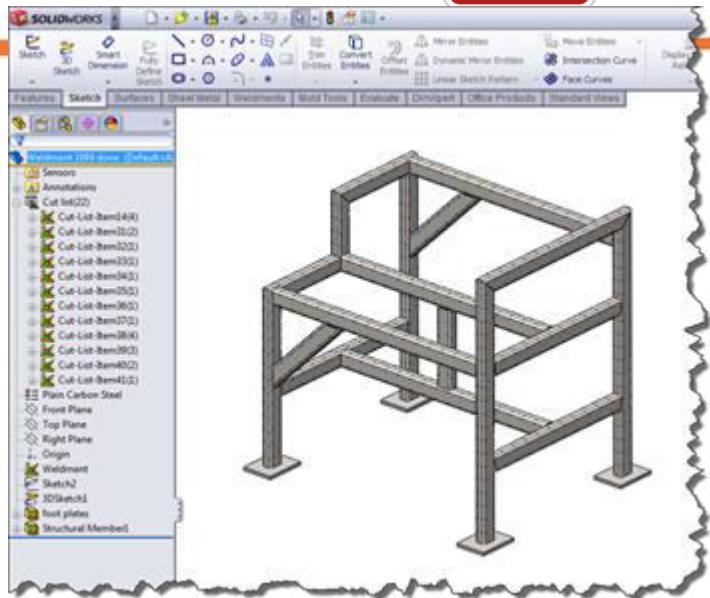 SOLIDWORKS
Sketch
3D Sketch
Smart Dimension
Fully Define Sketch
Trim Entities
Convert Entities
Offset Entities
Mirror Entities
Dynamic Mirror Entities
Linear Sketch Pattern
Move Entities
Intersection Curve
Face Curves
Features Sketch Surfaces Sheet Metal Weldments Mold Tools Evaluate DimXpert Office Products Standard Views
Sensors
Annotations
Cut list(22)
Cut-List-Item14(4)
Cut-List-Item31(2)
Cut-List-Item32(1)
Cut-List-Item33(1)
Cut-List-Item34(1)
Cut-List-Item35(1)
Cut-List-Item36(1)
Cut-List-Item37(1)
Cut-List-Item38(4)
Cut-List-Item39(3)
Cut-List-Item40(2)
Cut-List-Item41(1)
Plain Carbon Steel
Front Plane
Top Plane
Right Plane
Origin
Weldment
Sketch2
3DSketch1
foot plates
Structural Member1